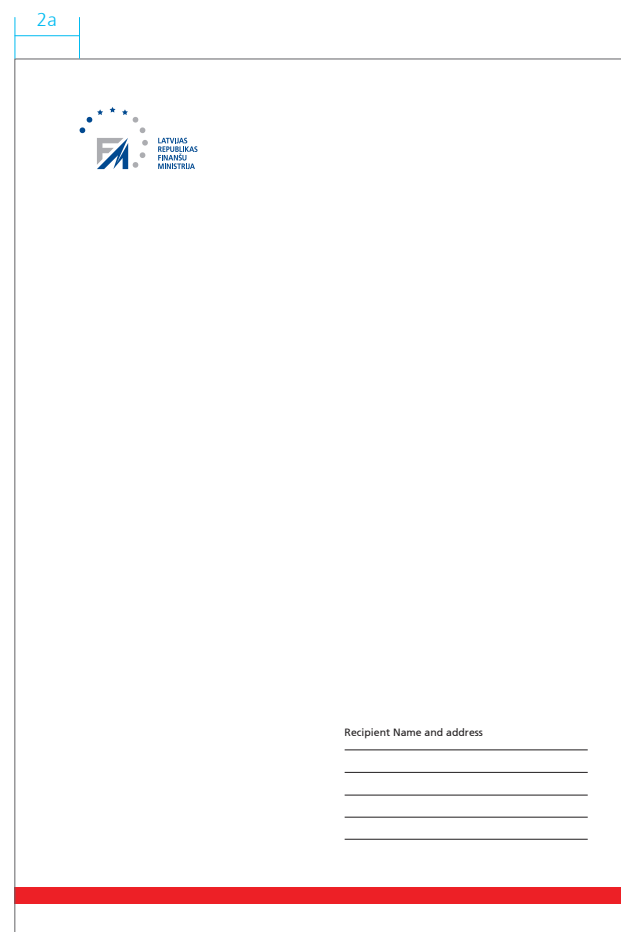 2a
LATVIJAS
REPUBLIKAS
FINANŠU
MINISTRIJA
Recipient Name and address